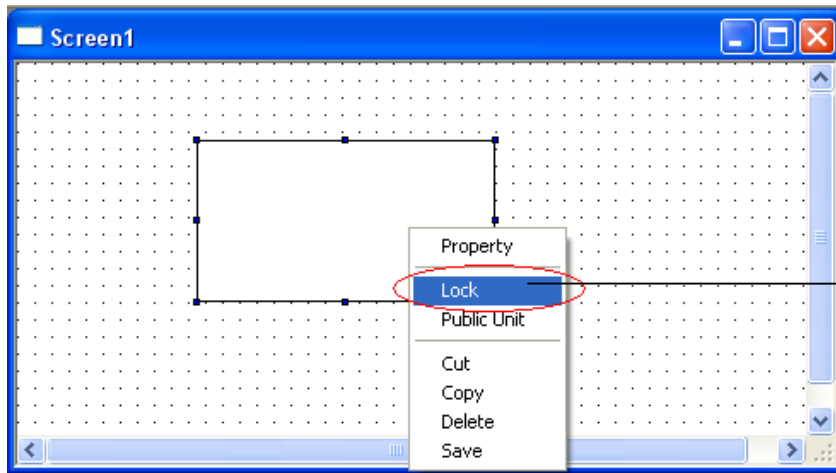 Screen1
Property
Lock
Public Unit
Cut
Copy
Delete
Save